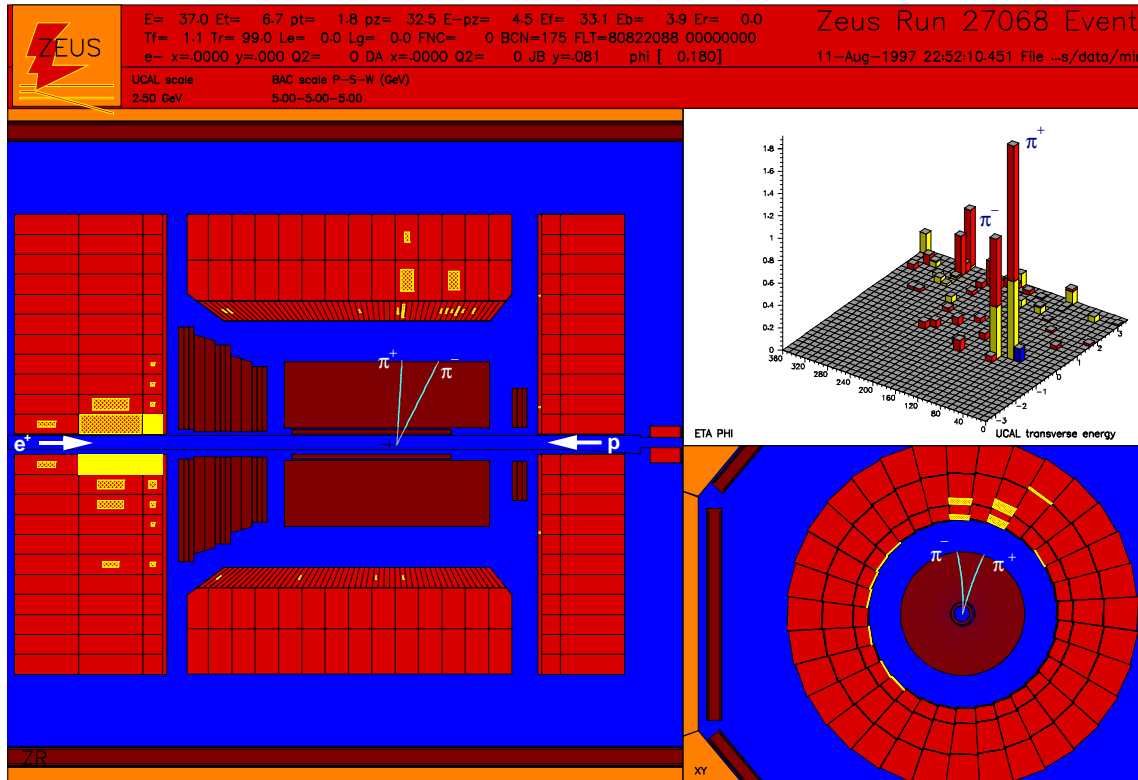 ZEUS
E= 37.0 Et= 6.7 pt= 1.8 pz= 32.5 E-pz= 4.5 Ef= 33.1 Eb= 3.9 Er= 0.0
Tf= 1.1 Tr= 99.0 Le= 0.0 Lg= 0.0 FNC= 0 BCN=175 FLT=80822088 00000000
e- x=.0000 y=.000 Q2= 0 DA x=.0000 Q2= 0 JB y=.081 phi [ 0.180]
Zeus Run 27068 Event
11-Aug-1997 22:52:10.451 File ...s/data/min
UCAL scale
2.50 GeV
BAC scale P-S-W (GeV)
5.00-5.00-5.00
π+
π-
e+
p
ZR
1.8
1.6
1.4
1.2
1
0.8
0.6
0.4
0.2
0
360
320
280
240
200
160
120
80
40
0
-3
-2
-1
0
1
2
3
π+
π-
ETA PHI
UCAL transverse energy
π-
π+
XY